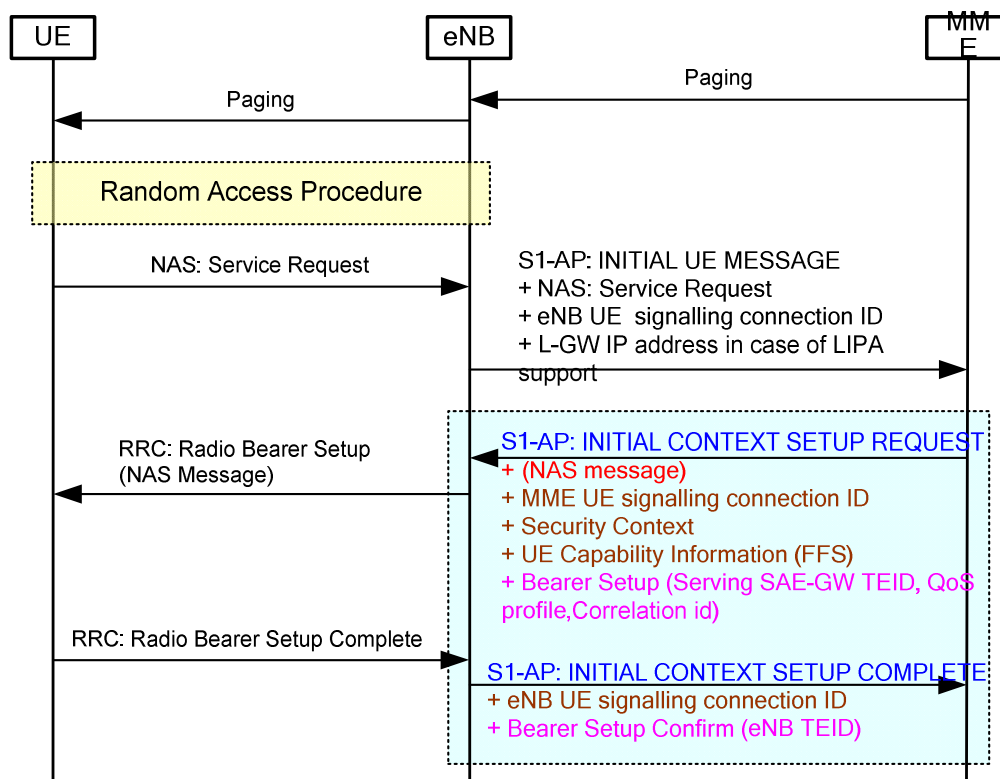 UE
eNB
MM
E
Paging
Paging
Random Access Procedure
NAS: Service Request
S1-AP: INITIAL UE MESSAGE
+ NAS: Service Request
+ eNB UE signalling connection ID
+ L-GW IP address in case of LIPA
support
S1-AP: INITIAL CONTEXT SETUP REQUEST
+ (NAS message)
+ MME UE signalling connection ID
+ Security Context
+ UE Capability Information (FFS)
+ Bearer Setup (Serving SAE-GW TEID, QoS
profile,Correlation id)
RRC: Radio Bearer Setup
(NAS Message)
RRC: Radio Bearer Setup Complete
S1-AP: INITIAL CONTEXT SETUP COMPLETE
+ eNB UE signalling connection ID
+ Bearer Setup Confirm (eNB TEID)